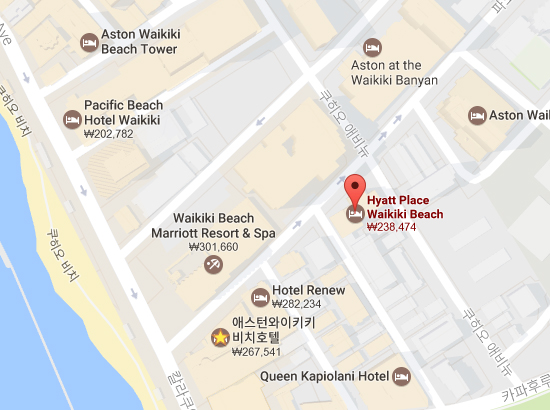 Ave
Aston Waikiki
Beach Tower
Aston at the
Waikiki Banyan
파
Pacific Beach
Hotel Waikiki
₩202,782
쿠히오 애비뉴
Aston Wai
Hyatt Place
Waikiki Beach
₩238,474
Waikiki Beach
Marriott Resort & Spa
₩301,660
쿠히오 비치
쿠히오 비치
Hotel Renew
₩282,234
애스턴와이키키
비치호텔
₩267,541
쿠히오 애비뉴
Queen Kapiolani Hotel
칼라카우
카파후루